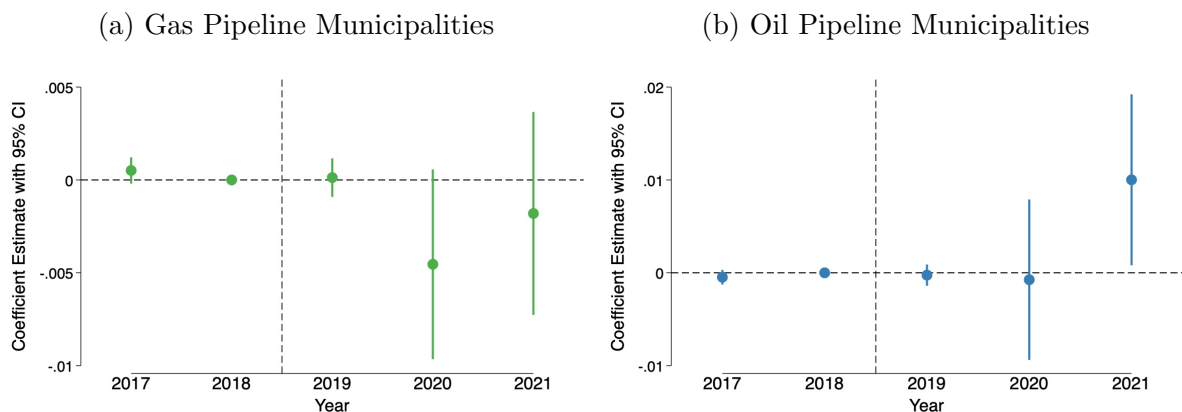 (a) Gas Pipeline Municipalities
Coefficient Estimate with 95% CI
.005
0
-.005
-.01
2017 2018 2019 2020 2021
Year
(b) Oil Pipeline Municipalities
Coefficient Estimate with 95% CI
.02
.01
0
-.01
2017 2018 2019 2020 2021
Year